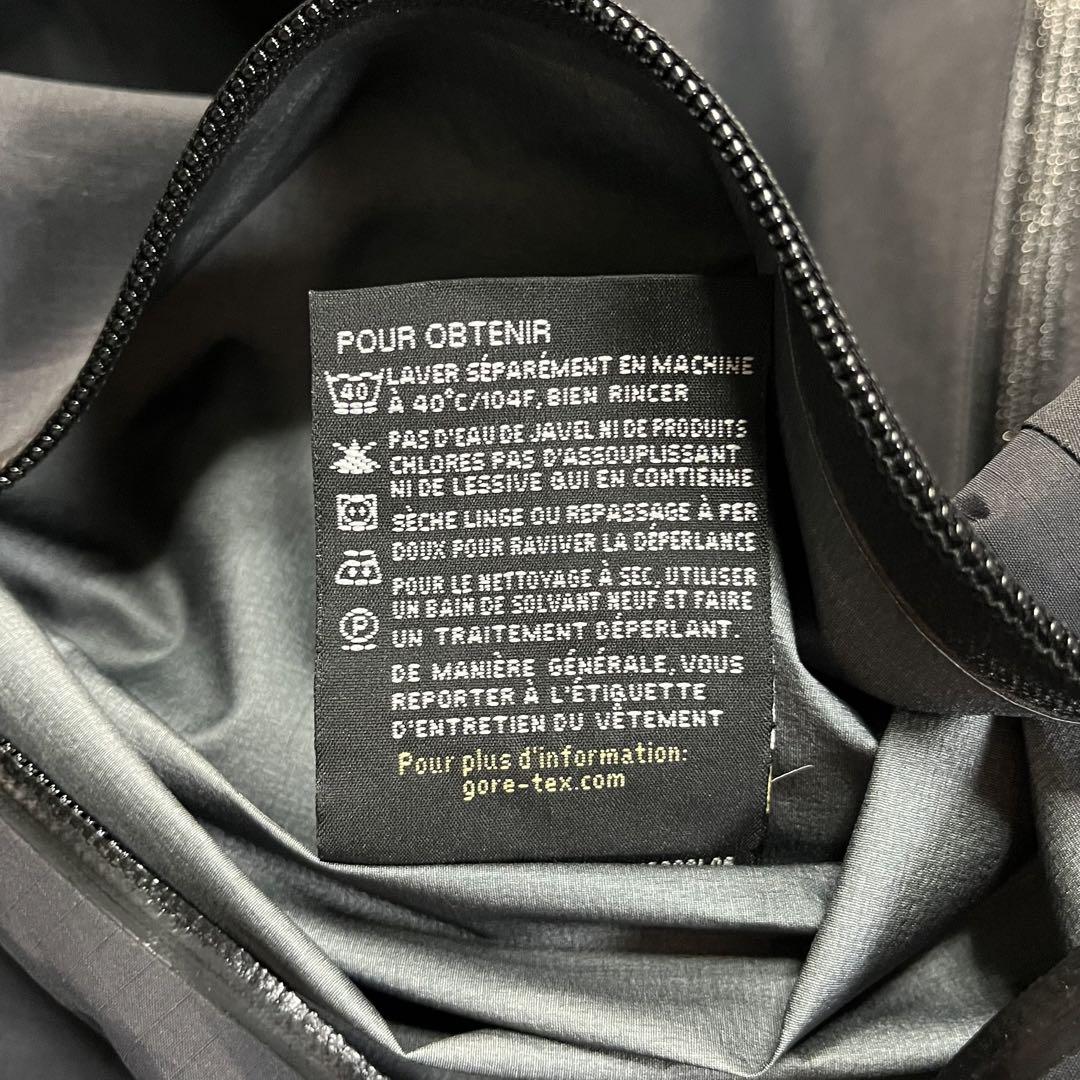 POUR OBTENIR
40
LAVER SÉPARÉMENT EN MACHINE
À 40°C/104F, BIEN RINCER
PAS D'EAU DE JAVEL NI DE PRODUITS
CHLORES PAS D'ASSOUPLISSANT
NI DE LESSIVE QUI EN CONTIENNE
SÈCHE LINGE OU REPASSAGE À FER
DOUX POUR RAVIVER LA DÉPERLANCE
POUR LE NETTOYAGE À SEC, UTILISER
UN BAIN DE SOLVANT NEUF ET FAIRE
P
UN TRAITEMENT DÉPERLANT.
DE MANIÈRE GÉNÉRALE, VOUS
REPORTER À L'ÉTIQUETTE
D'ENTRETIEN DU VÊTEMENT
Pour plus d'information:
gore-tex.com